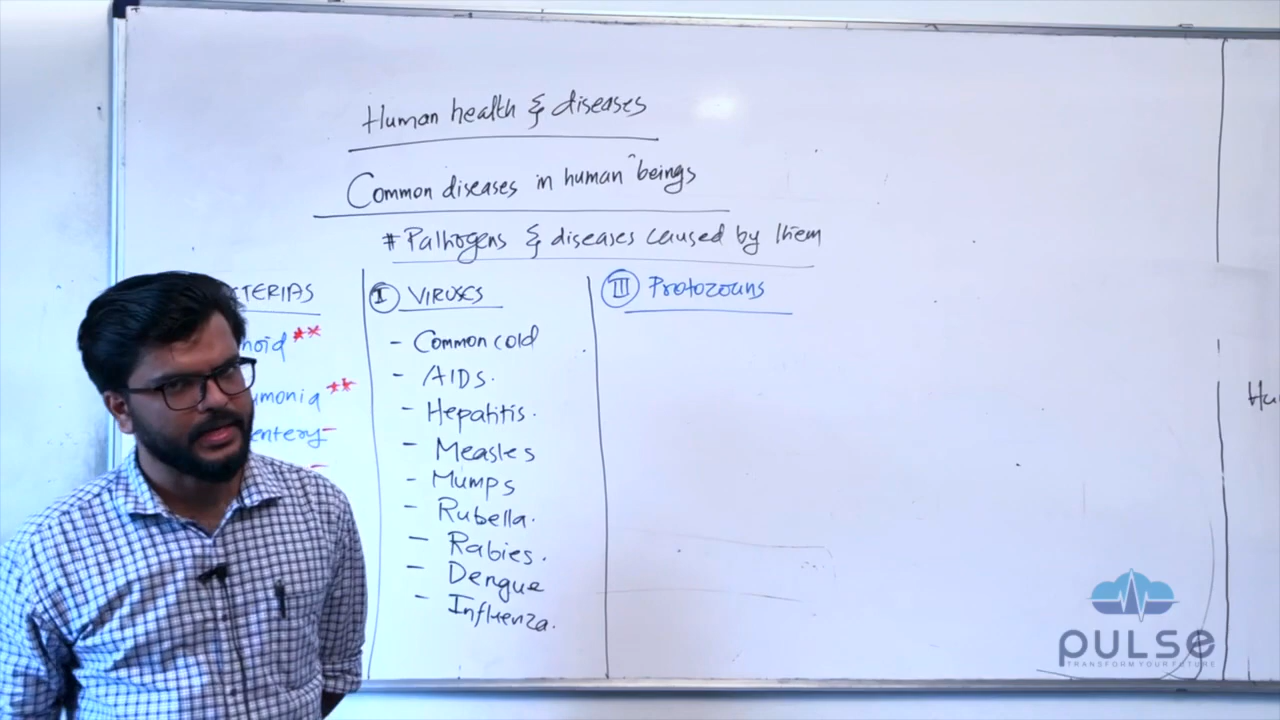 Human health & diseases
Common diseases in human beings
# Pathogens & diseases caused by them
VIRUSES
- Common cold
- AIDS.
- Hepatitis.
- Measles
- Mumps
- Rubella.
- Rabies.
- Dengue
- Influenza.
III Protozouns
PULSE
TRANSFORM YOUR FUTURE